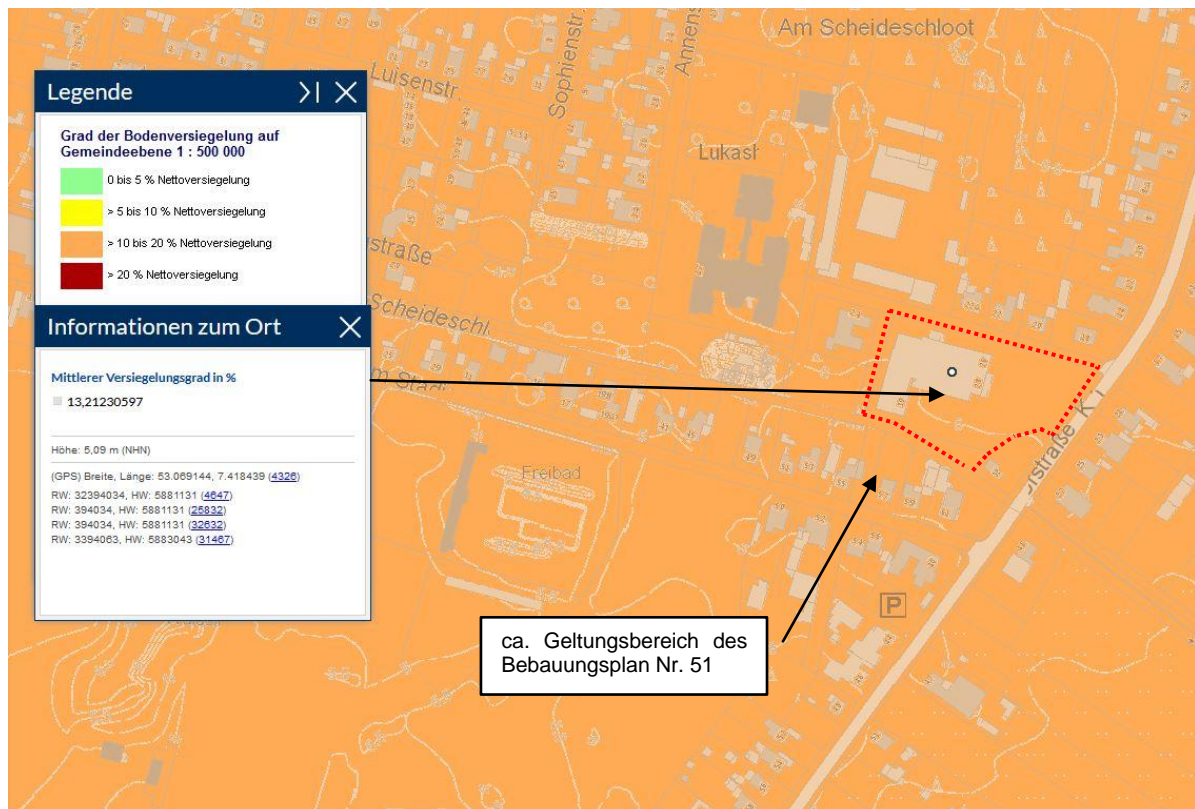 Am Scheideschloot
Luisenstr.
Sophienstr.
Annens
Lukask
straße
Scheideschl
m Stadi
Freibad
straße K
P
Legende
Grad der Bodenversiegelung auf
Gemeindeebene 1 : 500 000
0 bis 5 % Nettoversiegelung
> 5 bis 10 % Nettoversiegelung
> 10 bis 20 % Nettoversiegelung
> 20 % Nettoversiegelung
Informationen zum Ort
Mittlerer Versiegelungsgrad in %
13,21230597
Höhe: 5,09 m (NHN)
(GPS) Breite, Länge: 53.069144, 7.418439 (4326)
RW: 32394034, HW: 5881131 (4647)
RW: 394034, HW: 5881131 (25832)
RW: 394034, HW: 5881131 (32632)
RW: 3394063, HW: 5883043 (31467)
ca. Geltungsbereich des
Bebauungsplan Nr. 51